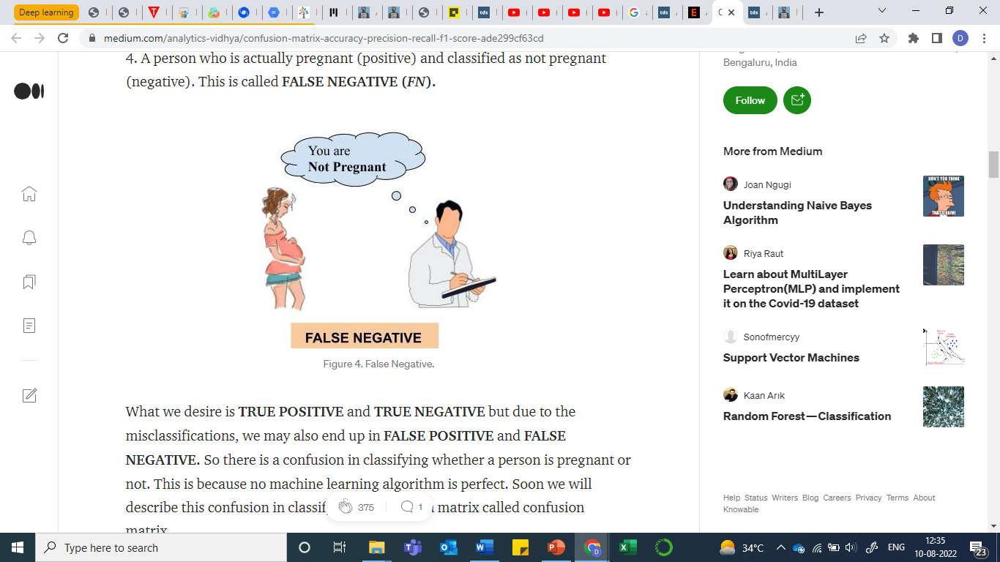 Deep learning
tds
tds
tds
medium.com/analytics-vidhya/confusion-matrix-accuracy-precision-recall-f1-score-ade299cf63cd
D
4. A person who is actually pregnant (positive) and classified as not pregnant
(negative). This is called FALSE NEGATIVE (FN).
You are
Not Pregnant
FALSE NEGATIVE
Figure 4. False Negative.
What we desire is TRUE POSITIVE and TRUE NEGATIVE but due to the
misclassifications, we may also end up in FALSE POSITIVE and FALSE
NEGATIVE. So there is a confusion in classifying whether a person is pregnant or
not. This is because no machine learning algorithm is perfect. Soon we will
describe this confusion in classif
matrix called confusion
matrix.
375
1
Bengaluru, India
Follow
More from Medium
Joan Ngugi
Understanding Naive Bayes
Algorithm
DON'T YOU THINK
THATS NAIVE
Riya Raut
Learn about MultiLayer
Perceptron(MLP) and implement
it on the Covid-19 dataset
Sonofmercyy
Support Vector Machines
Kaan Arık
Random Forest — Classification
Help Status Writers Blog Careers Privacy Terms About
Knowable
Type here to search
34°C
ENG
12:35
10-08-2022
23